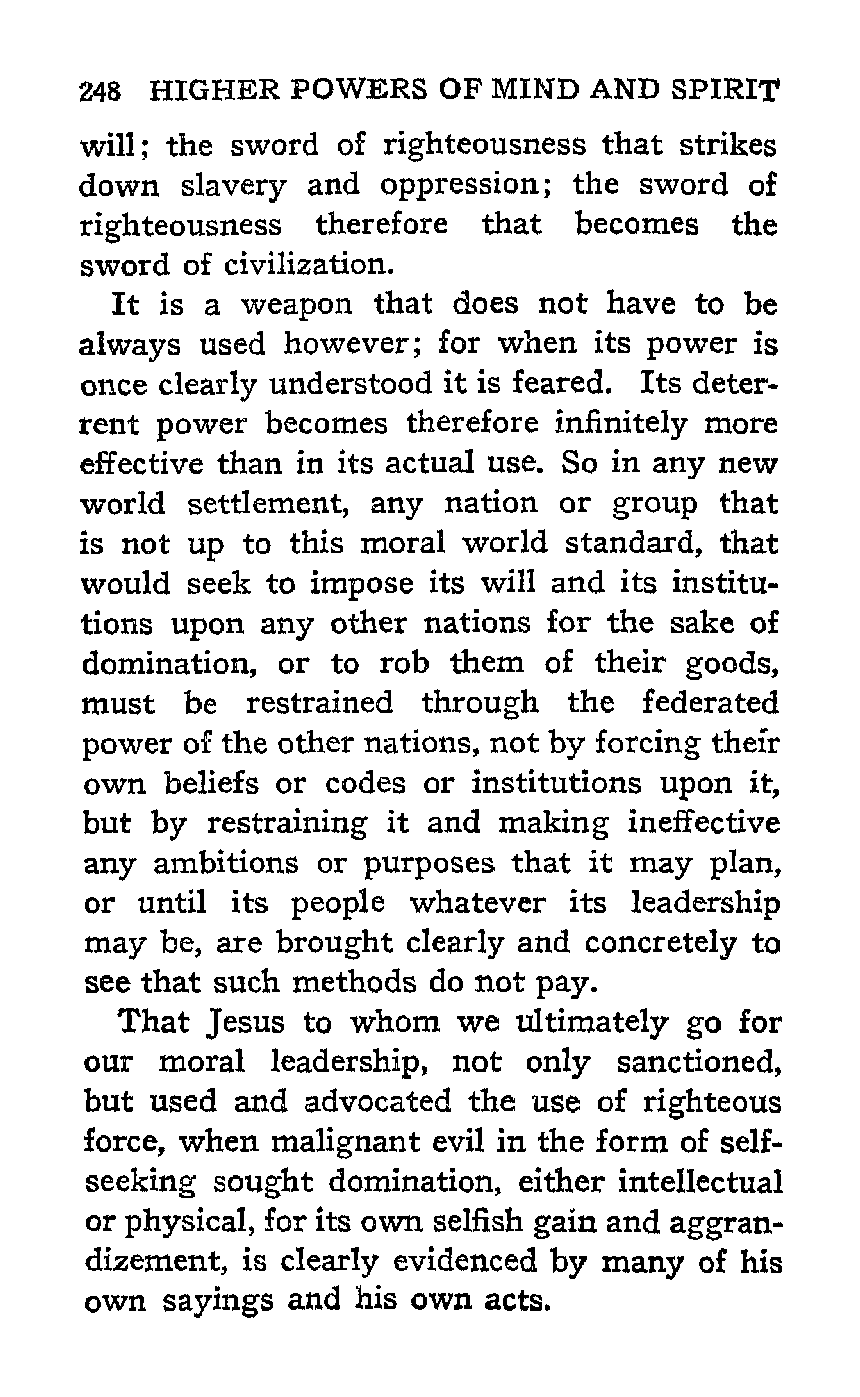 248 HIGHER POWERS OF MIND AND SPIRIT
will; the sword of righteousness that strikes
down slavery and oppression; the sword of
righteousness therefore that becomes the
sword of civilization.
It is a weapon that does not have to be
always used however; for when its power is
once clearly understood it is feared. Its deter-
rent power becomes therefore infinitely more
effective than in its actual use. So in any new
world settlement, any nation or group that
is not up to this moral world standard, that
would seek to impose its will and its institu-
tions upon any other nations for the sake of
domination, or to rob them of their goods,
must be restrained through the federated
power of the other nations, not by forcing their
own beliefs or codes or institutions upon it,
but by restraining it and making ineffective
any ambitions or purposes that it may plan,
or until its people whatever its leadership
may be, are brought clearly and concretely to
see that such methods do not pay.
That Jesus to whom we ultimately go for
our moral leadership, not only sanctioned,
but used and advocated the use of righteous
force, when malignant evil in the form of self-
seeking sought domination, either intellectual
or physical, for its own selfish gain and aggran-
dizement, is clearly evidenced by many of his
own sayings and his own acts.